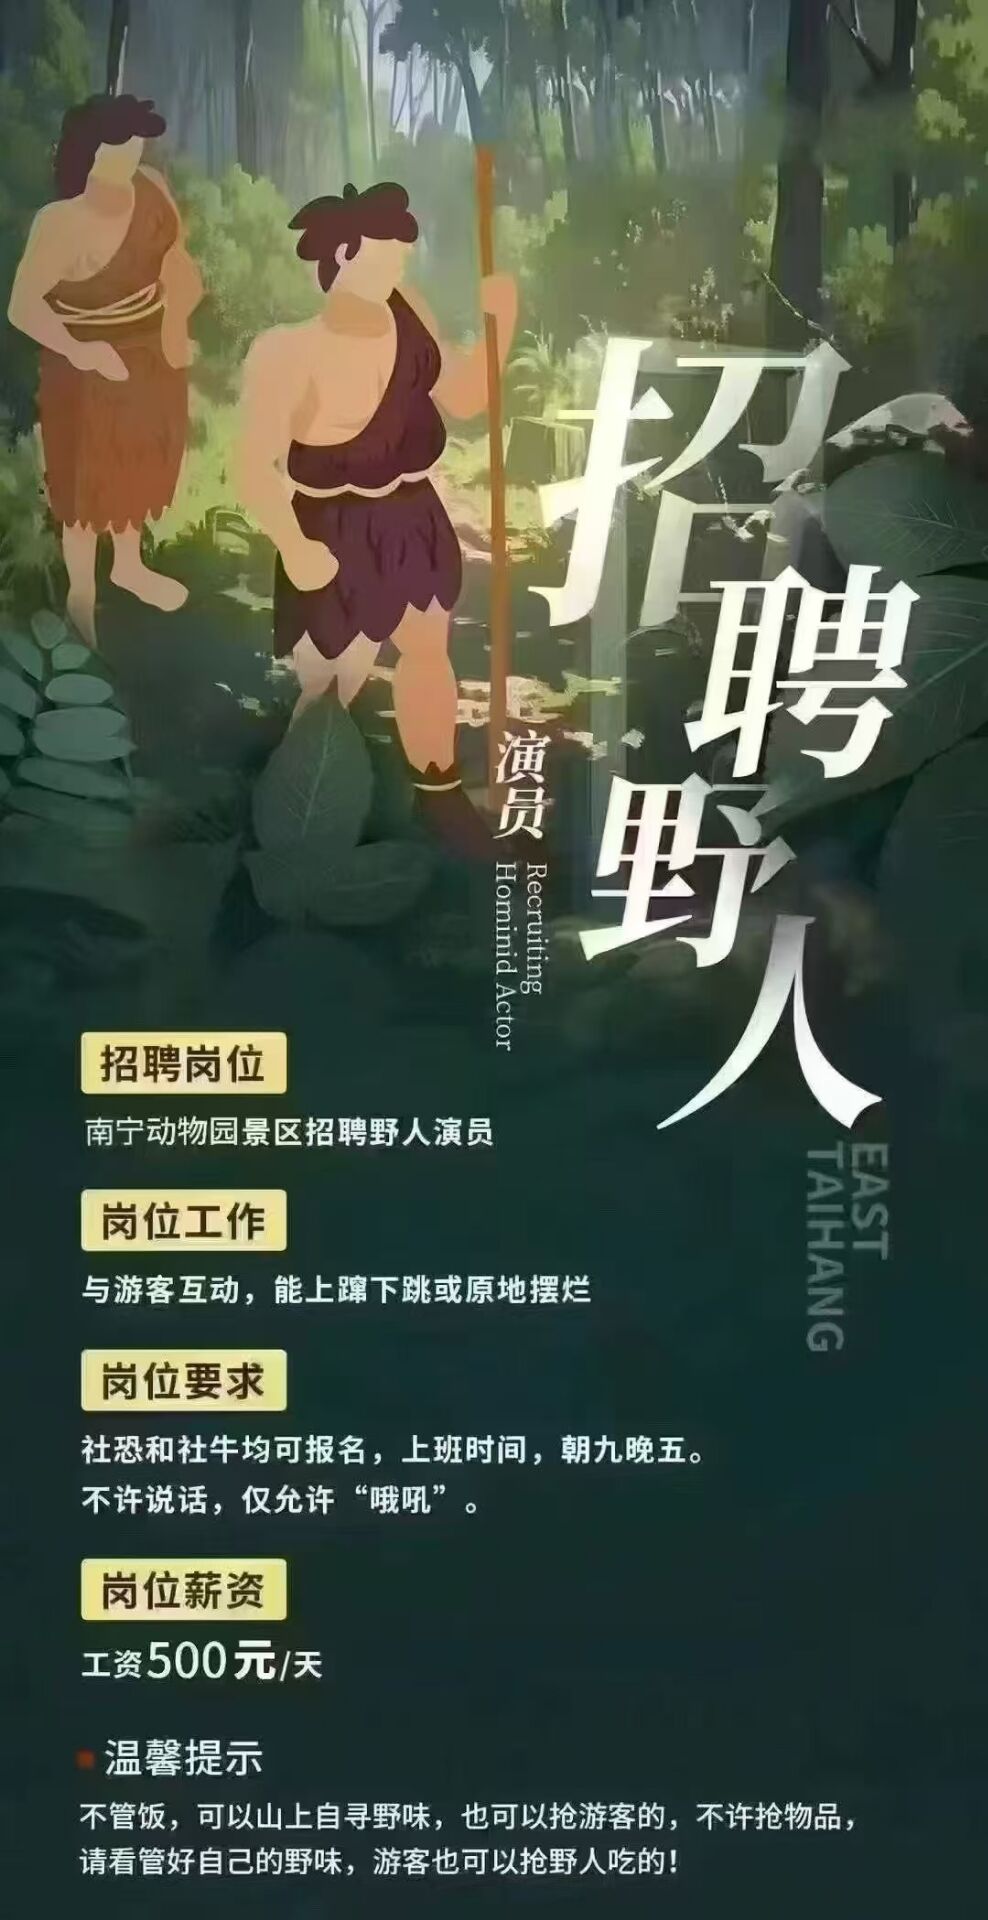 招聘野人
演员
Recruiting
Hominid Actor
EAST
TAIHANG
招聘岗位
南宁动物园景区招聘野人演员
岗位工作
与游客互动，能上蹿下跳或原地摆烂
岗位要求
社恐和社牛均可报名，上班时间，朝九晚五。
不许说话，仅允许“哦吼”。
岗位薪资
工资500元/天
温馨提示
不管饭，可以山上自寻野味，也可以抢游客的，不许抢物品，
请看管好自己的野味，游客也可以抢野人吃的！